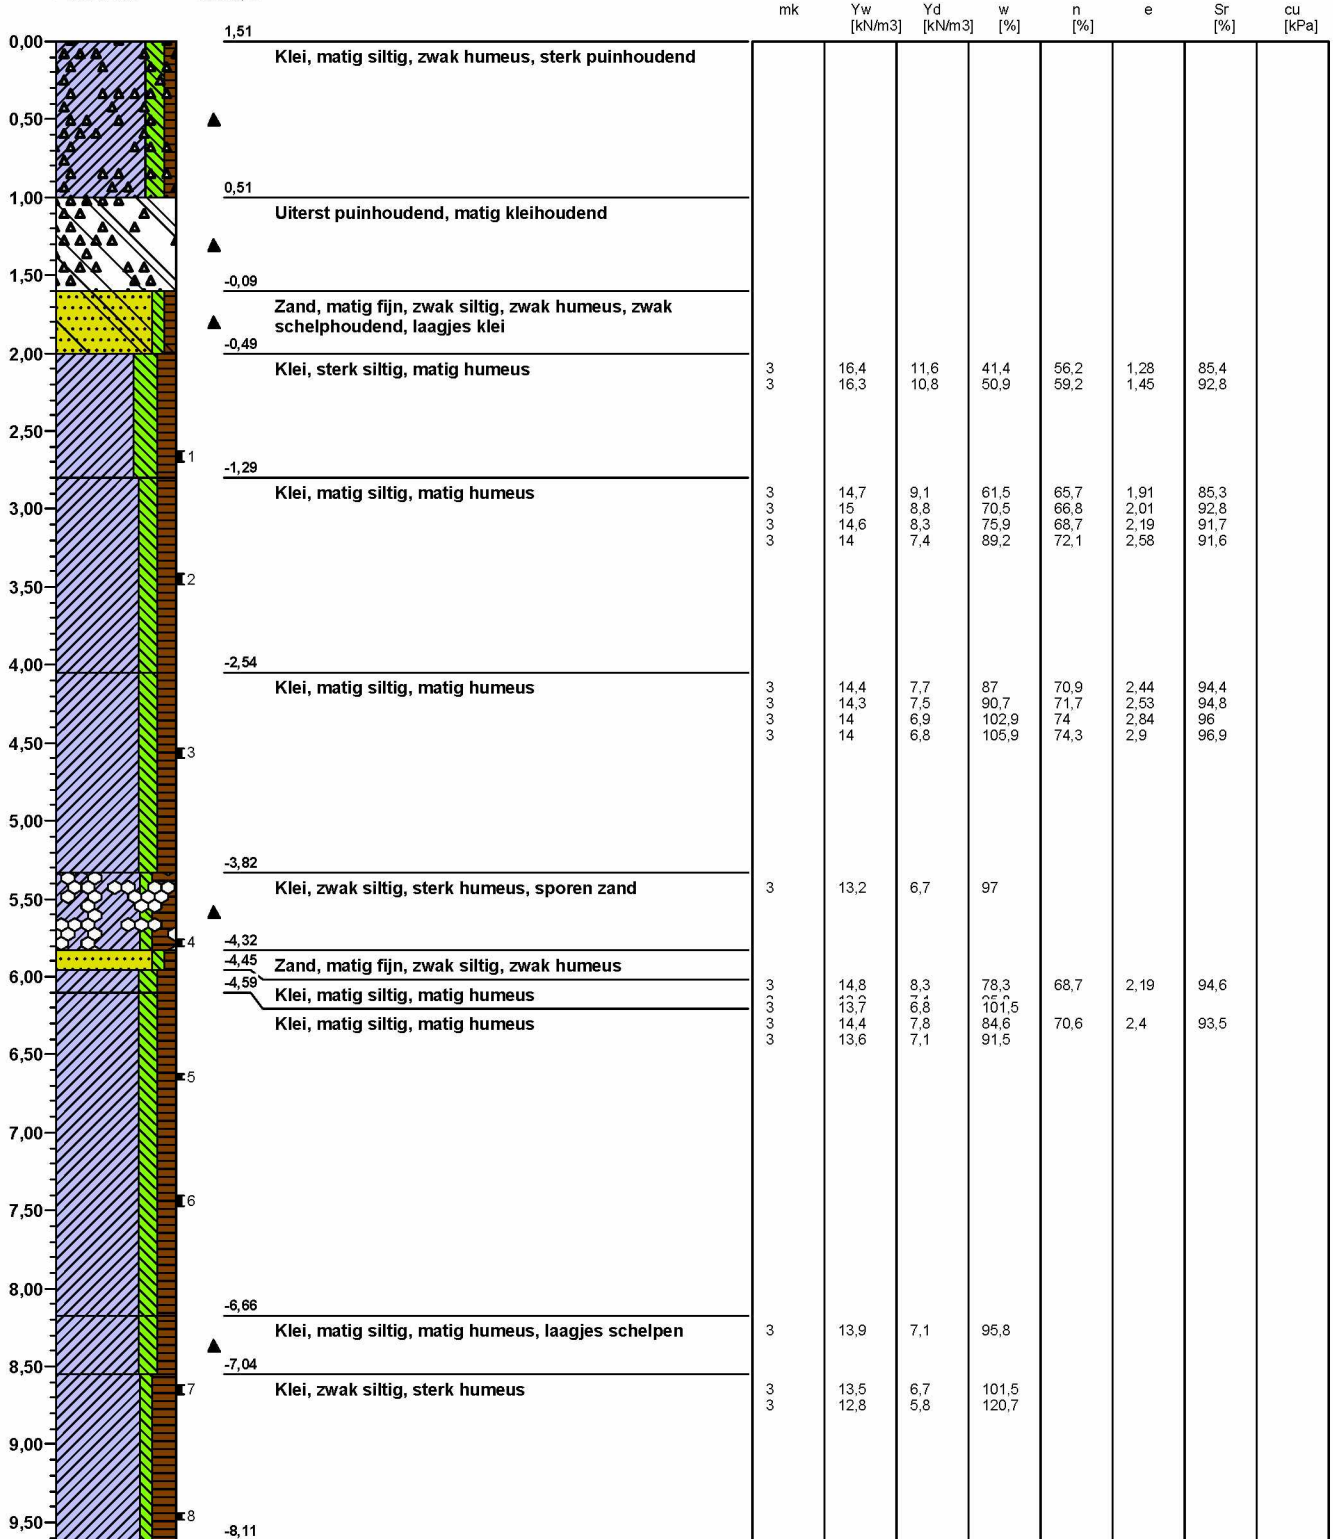 mk Yw Yd w n e Sr cu
[kN/m3] [kN/m3] [%] [%] [%] [kPa]
1,51
0,00
Klei, matig siltig, zwak humeus, sterk puinhoudend
0,50
0,51
1,00
Uiterst puinhoudend, matig kleihoudend
1,50
-0,09
Zand, matig fijn, zwak siltig, zwak humeus, zwak
schelphoudend, laagjes klei
-0,49
2,00
Klei, sterk siltig, matig humeus 3 16,4 11,6 41,4 56,2 1,28 85,4
3 16,3 10,8 50,9 59,2 1,45 92,8
2,50
1
-1,29
Klei, matig siltig, matig humeus 3 14,7 9,1 61,5 65,7 1,91 85,3
3,00 3 15 8,8 70,5 66,8 2,01 92,8
3 14,6 8,3 75,9 68,7 2,19 91,7
3 14 7,4 89,2 72,1 2,58 91,6
2
3,50
-2,54
4,00
Klei, matig siltig, matig humeus 3 14,4 7,7 87 70,9 2,44 94,4
3 14,3 7,5 90,7 71,7 2,53 94,8
3 14 6,9 102,9 74 2,84 96
3 14 6,8 105,9 74,3 2,9 96,9
4,50
3
5,00
-3,82
Klei, zwak siltig, sterk humeus, sporen zand 3 13,2 6,7 97
5,50
4
-4,32
-4,45 Zand, matig fijn, zwak siltig, zwak humeus
6,00
-4,59 3 14,8 8,3 78,3 68,7 2,19 94,6
Klei, matig siltig, matig humeus
3 13,7 6,8 101,5
Klei, matig siltig, matig humeus 3 14,4 7,8 84,6 70,6 2,4 93,5
3 13,6 7,1 91,5
6,50
5
7,00
6
7,50
8,00
-6,66
Klei, matig siltig, matig humeus, laagjes schelpen 3 13,9 7,1 95,8
8,50
-7,04
7
Klei, zwak siltig, sterk humeus 3 13,5 6,7 101,5
3 12,8 5,8 120,7
9,00
8
9,50
-8,11